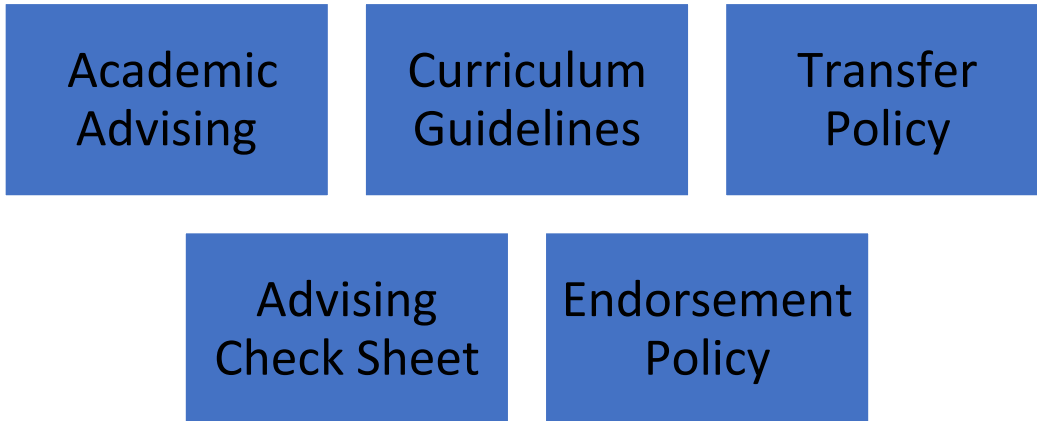 Academic
Advising
Curriculum
Guidelines
Transfer
Policy
Advising
Check Sheet
Endorsement
Policy